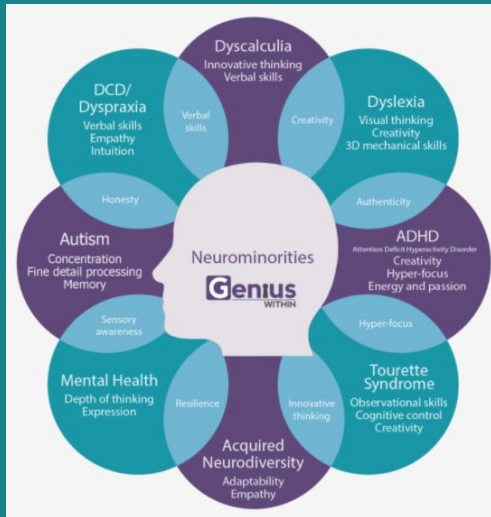 Dyscalculia
Innovative thinking
Verbal skills
Creativity
Dyslexia
Visual thinking
Creativity
3D mechanical skills
Authenticity
ADHD
Attention Deficit Hyperactivity Disorder
Creativity
Hyper-focus
Energy and passion
Hyper-focus
Tourette
Syndrome
Observational skills
Cognitive control
Creativity
Innovative
thinking
Acquired
Neurodiversity
Adaptability
Empathy
Resilience
Mental Health
Depth of thinking
Expression
Sensory
awareness
Autism
Concentration
Fine detail processing
Memory
Honesty
DCD/
Dyspraxia
Verbal skills
Empathy
Intuition
Verbal
skills
Neurominorities
Genius
WITHIN